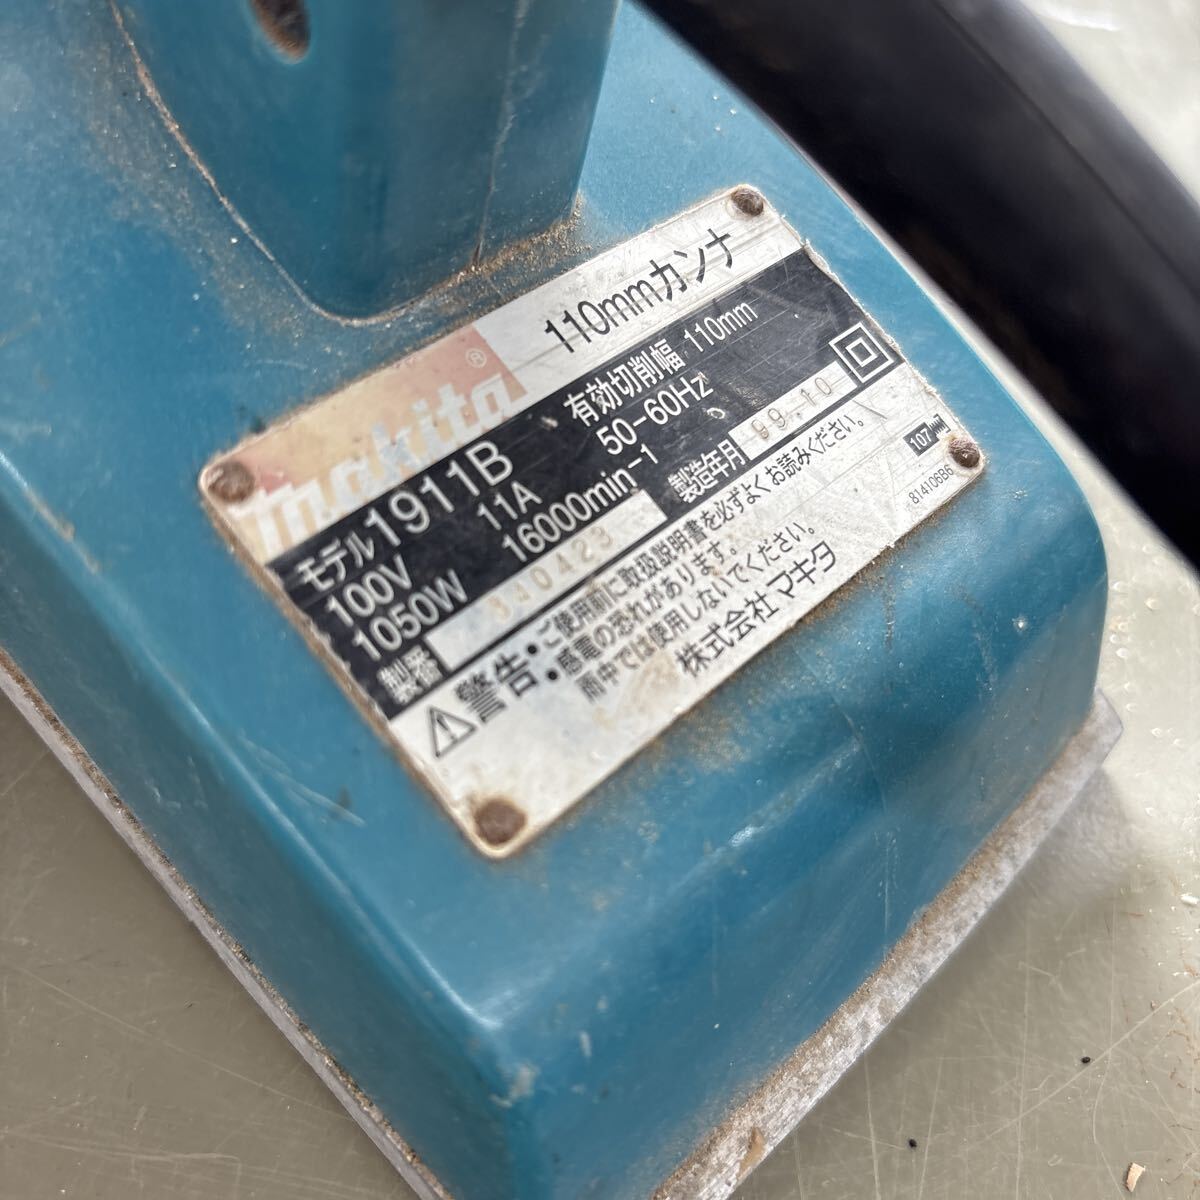 makita® 110mmカンナ
モデル1911B 有効切削幅 110mm
100V 11A 50-60Hz
1050W 16000min-1
製番 340423 製造年月 99.10
警告・ご使用前に取扱説明書を必ずよくお読みください。
・感電の恐れがあります。
雨中では使用しないでください。
株式会社マキタ
107
814106B6